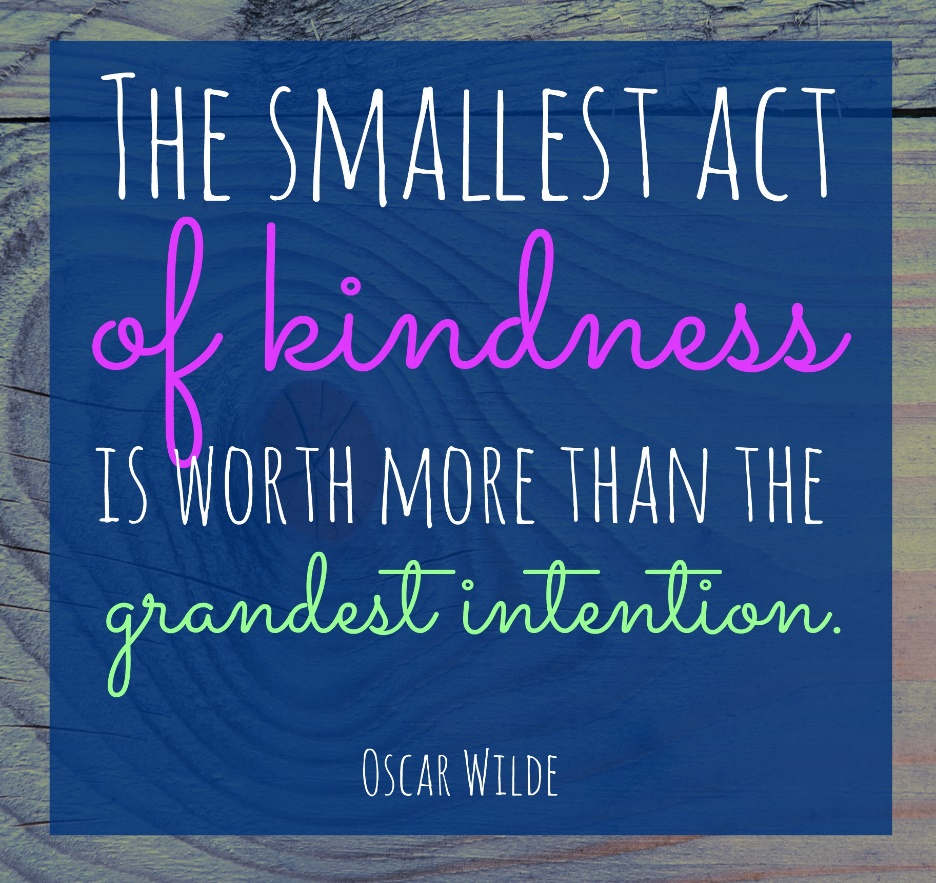 The smallest act
of kindness
is worth more than the
grandest intention.
Oscar Wilde